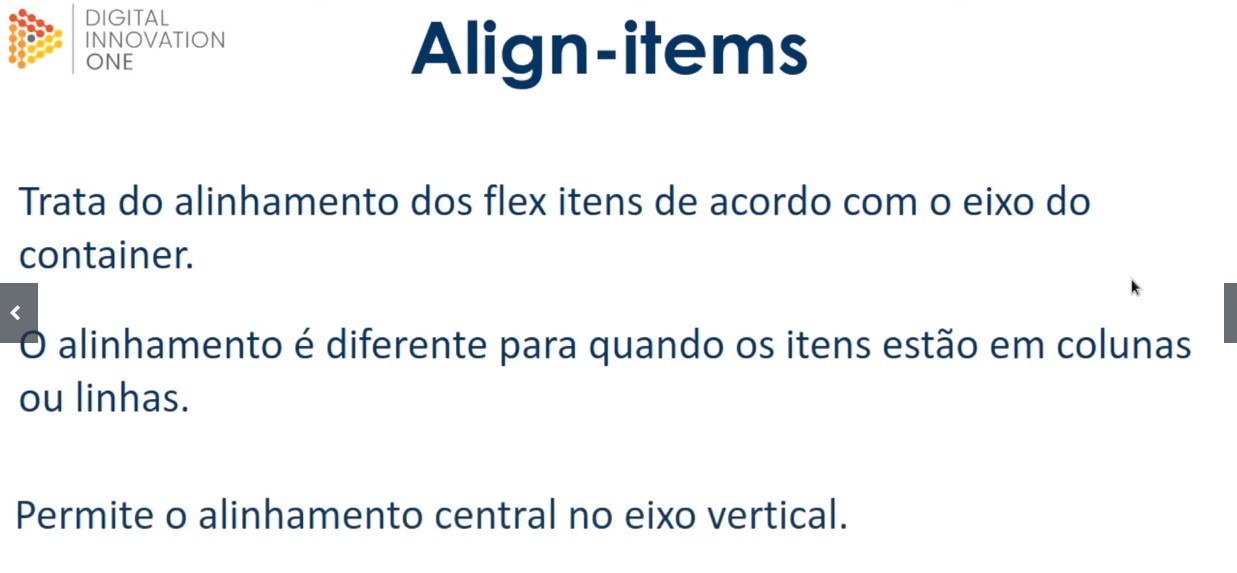 DIGITAL
INNOVATION
ONE
Align-items
Trata do alinhamento dos flex itens de acordo com o eixo do
container.
O alinhamento é diferente para quando os itens estão em colunas
ou linhas.
Permite o alinhamento central no eixo vertical.